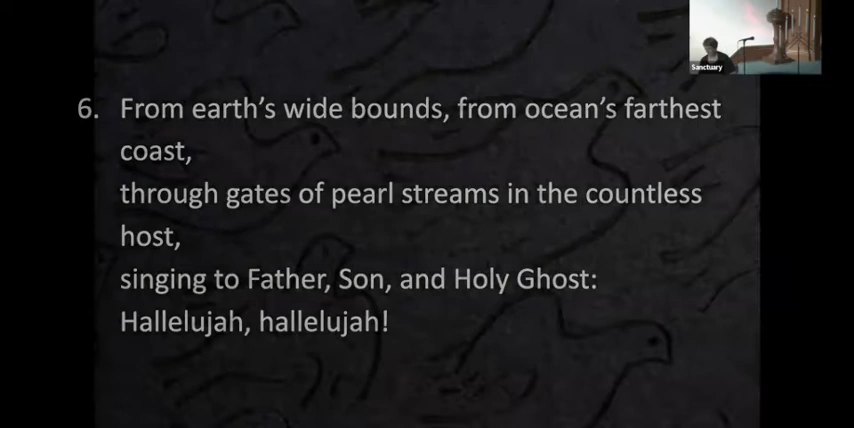 Sanctuary
6. From earth's wide bounds, from ocean's farthest
coast,
through gates of pearl streams in the countless
host,
singing to Father, Son, and Holy Ghost:
Hallelujah, hallelujah!